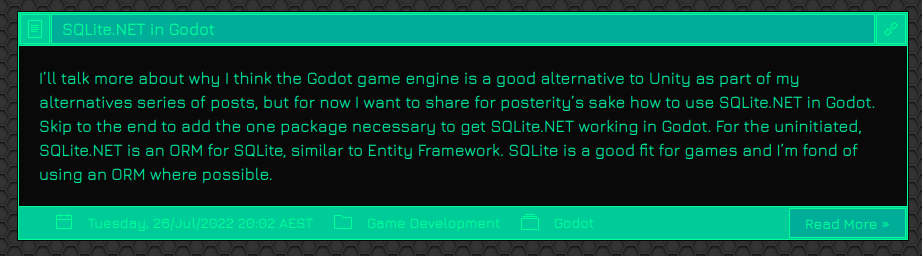 SQLite.NET in Godot
I'll talk more about why I think the Godot game engine is a good alternative to Unity as part of my
alternatives series of posts, but for now I want to share for posterity's sake how to use SQLite.NET in Godot.
Skip to the end to add the one package necessary to get SQLite.NET working in Godot. For the uninitiated,
SQLite.NET is an ORM for SQLite, similar to Entity Framework. SQLite is a good fit for games and I'm fond of
using an ORM where possible.
Tuesday, 26/Jul/2022 20:02 AEST Game Development Godot Read More »